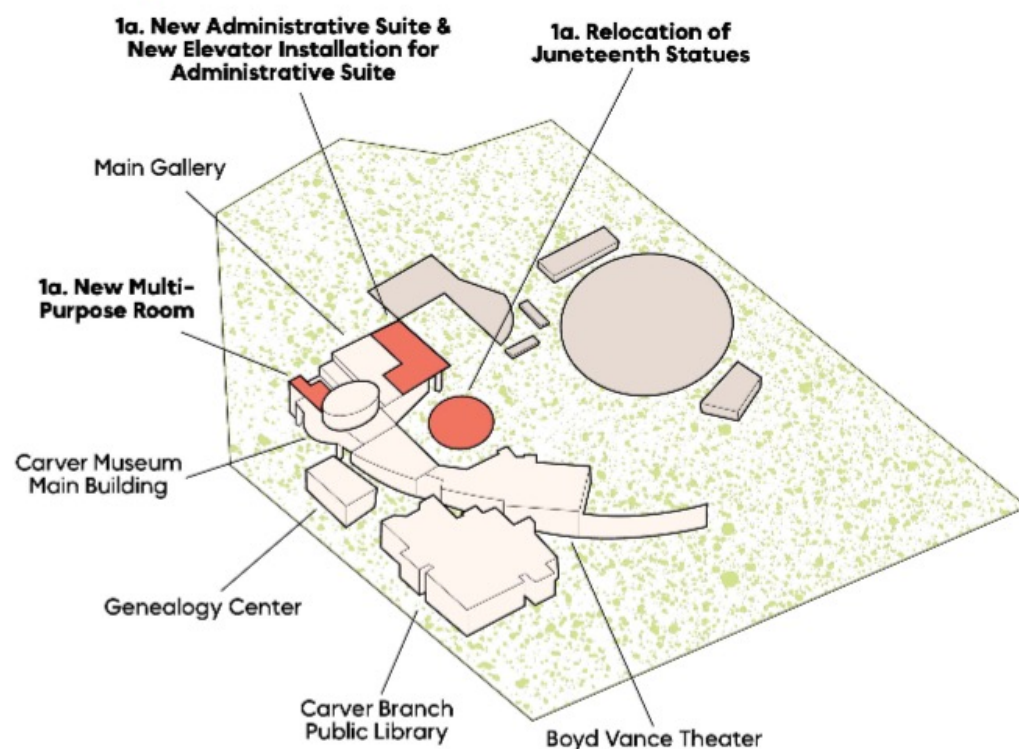 1a. New Administrative Suite &
New Elevator Installation for
Administrative Suite
1a. Relocation of
Juneteenth Statues
Main Gallery
1a. New Multi-
Purpose Room
Carver Museum
Main Building
Genealogy Center
Carver Branch
Public Library
Boyd Vance Theater